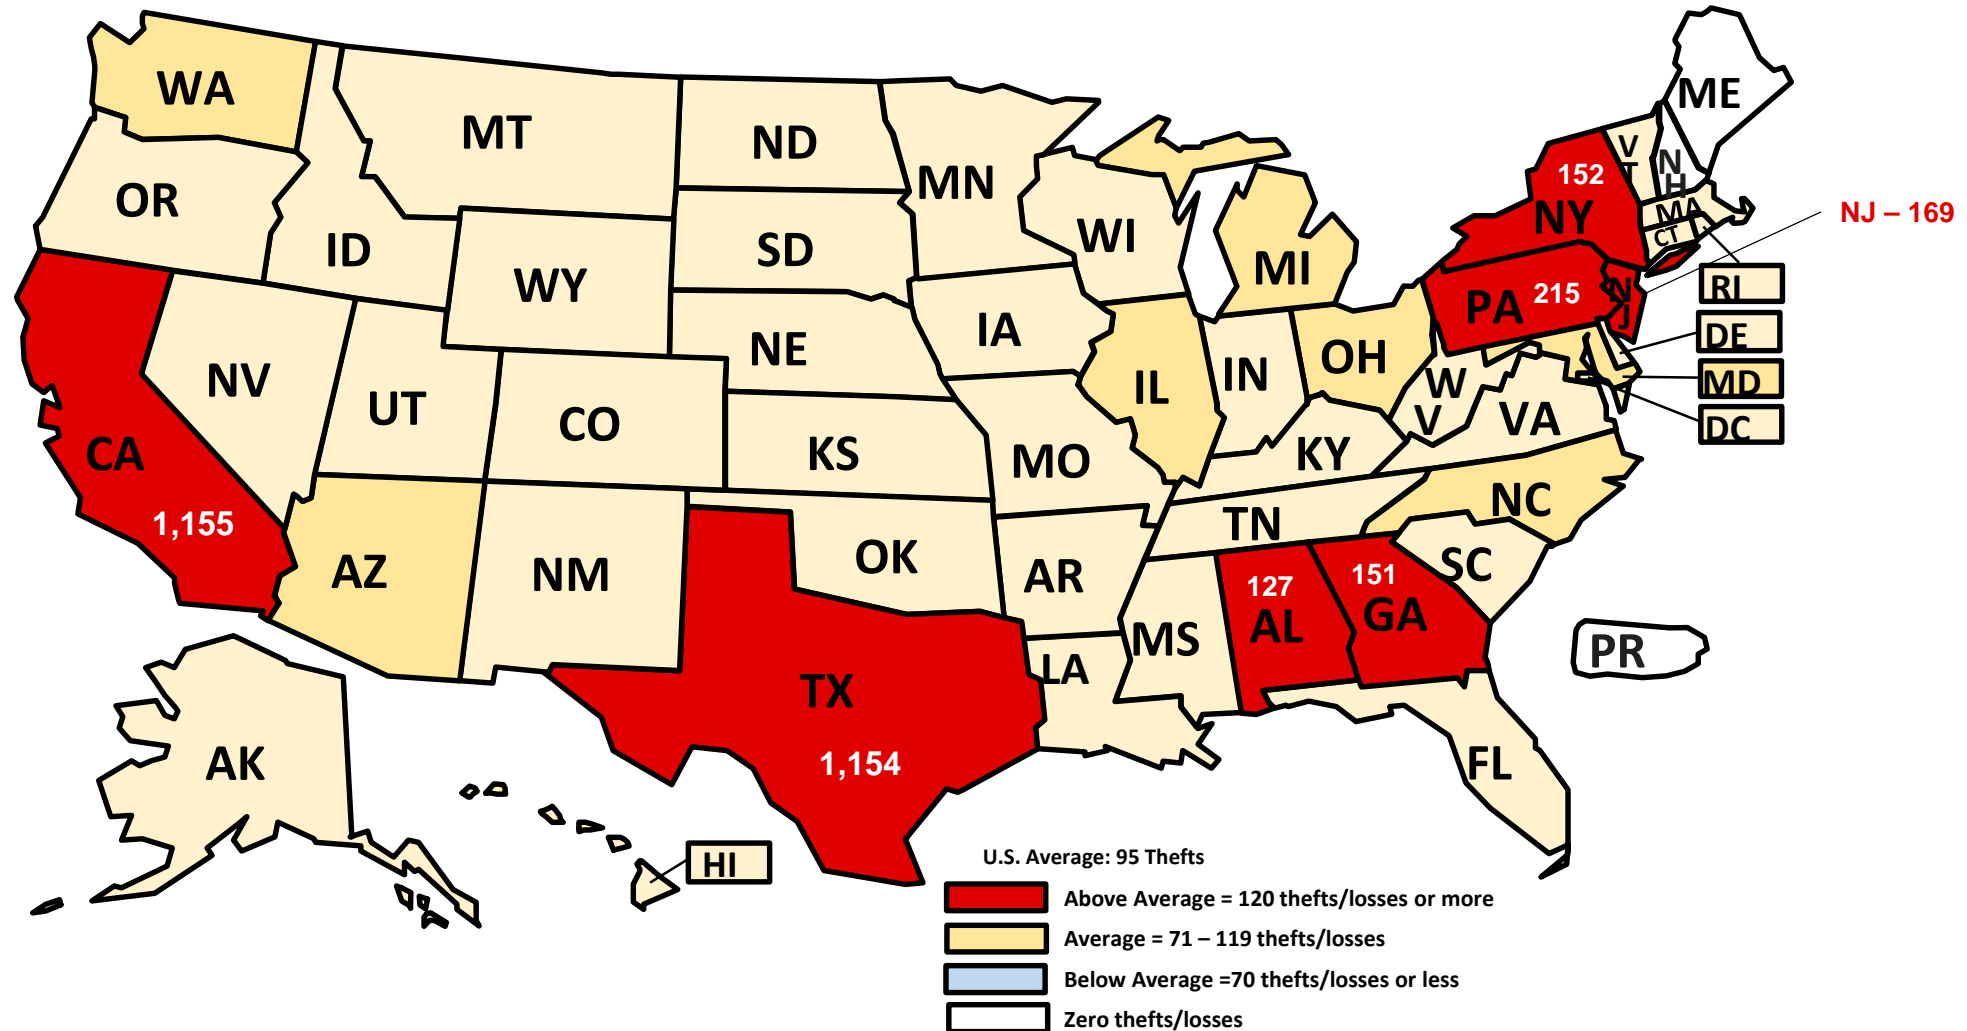 WA
MT
ND
MN
OR
ID
SD
WI
MI
WY
NE
IA
NV
UT
CO
KS
MO
IL
IN
OH
KY
W
V
VA
CA
1,155
AZ
NM
OK
AR
TN
NC
SC
MS
127
AL
151
GA
LA
TX
1,154
FL
AK
HI
PR
ME
V
T
N
H
152
NY
MA
CT
NJ – 169
PA 215
N
J
RI
DE
MD
DC
U.S. Average: 95 Thefts
Above Average = 120 thefts/losses or more
Average = 71 – 119 thefts/losses
Below Average =70 thefts/losses or less
Zero thefts/losses